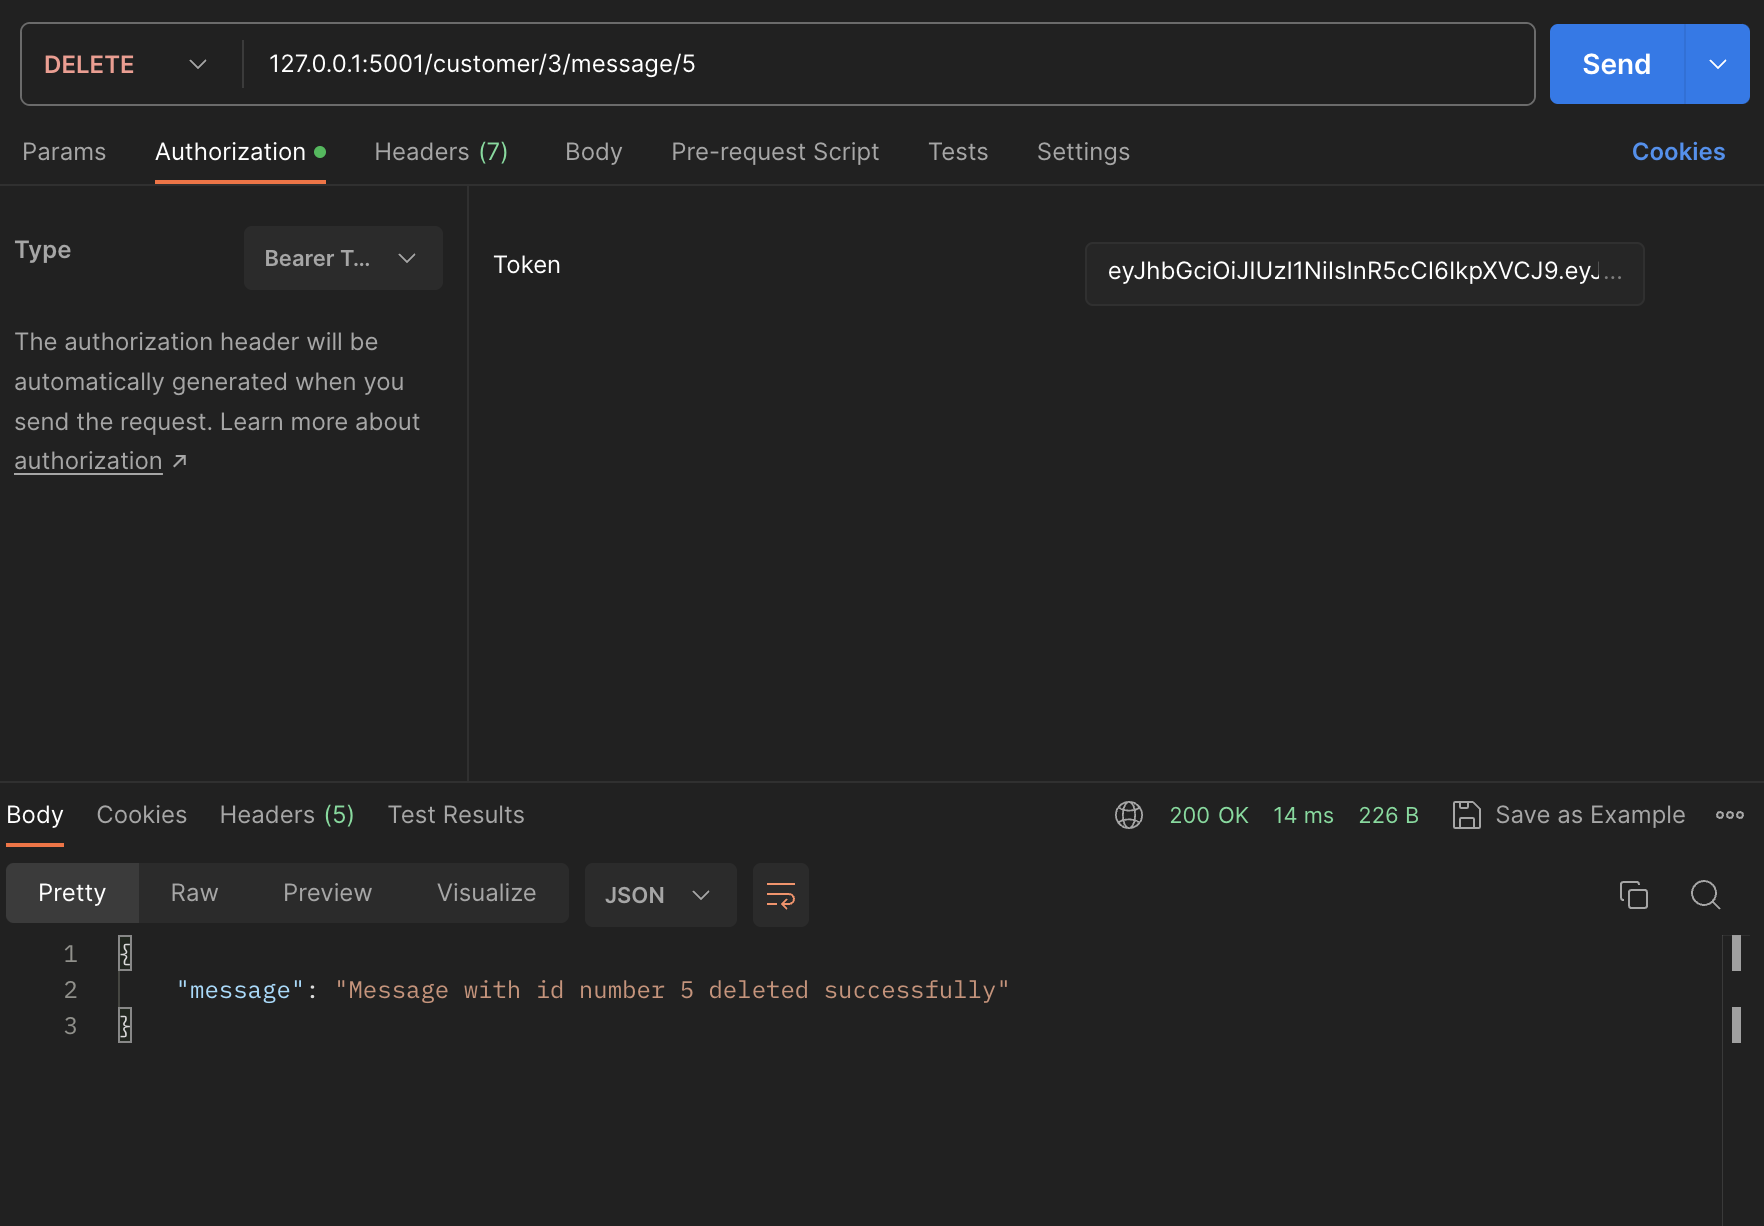 DELETE
127.0.0.1:5001/customer/3/message/5
Send
Params
Authorization
Headers (7)
Body
Pre-request Script
Tests
Settings
Cookies
Type
Bearer T...
The authorization header will be
automatically generated when you
send the request. Learn more about
authorization ↗
Token
eyJhbGciOiJIUzI1NiIsInR5cCI6IkpXVCJ9.eyJ...
Body
Cookies
Headers (5)
Test Results
200 OK
14 ms
226 B
Save as Example
Pretty
Raw
Preview
Visualize
JSON
1 {
2 "message": "Message with id number 5 deleted successfully"
3 }